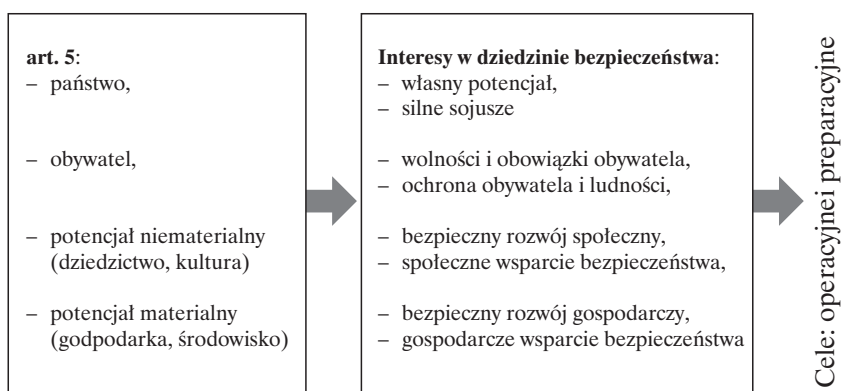 art. 5:
– państwo,
– obywatel,
– potencjał niematerialny
(dziedzictwo, kultura)
– potencjał materialny
(godpodarka, środowisko)
Interesy w dziedzinie bezpieczeństwa:
– własny potencjał,
– silne sojusze
– wolności i obowiązki obywatela,
– ochrona obywatela i ludności,
– bezpieczny rozwój społeczny,
– społeczne wsparcie bezpieczeństwa,
– bezpieczny rozwój gospodarczy,
– gospodarcze wsparcie bezpieczeństwa
Cele: operacyjnei preparacyjne